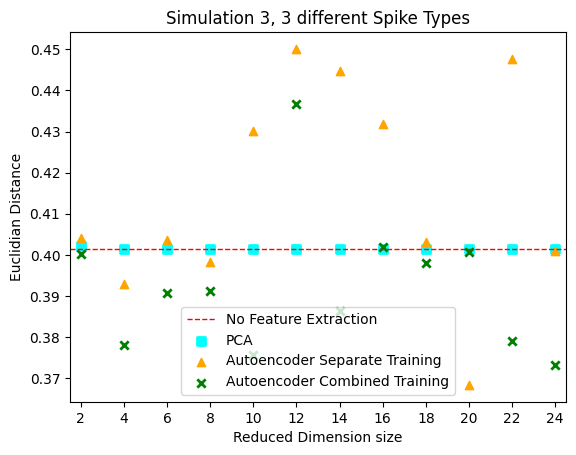 Simulation 3, 3 different Spike Types
Euclidian Distance
0.45
0.44
0.43
0.42
0.41
0.40
0.39
0.38
0.37
No Feature Extraction
PCA
Autoencoder Separate Training
Autoencoder Combined Training
2 4 6 8 10 12 14 16 18 20 22 24
Reduced Dimension size